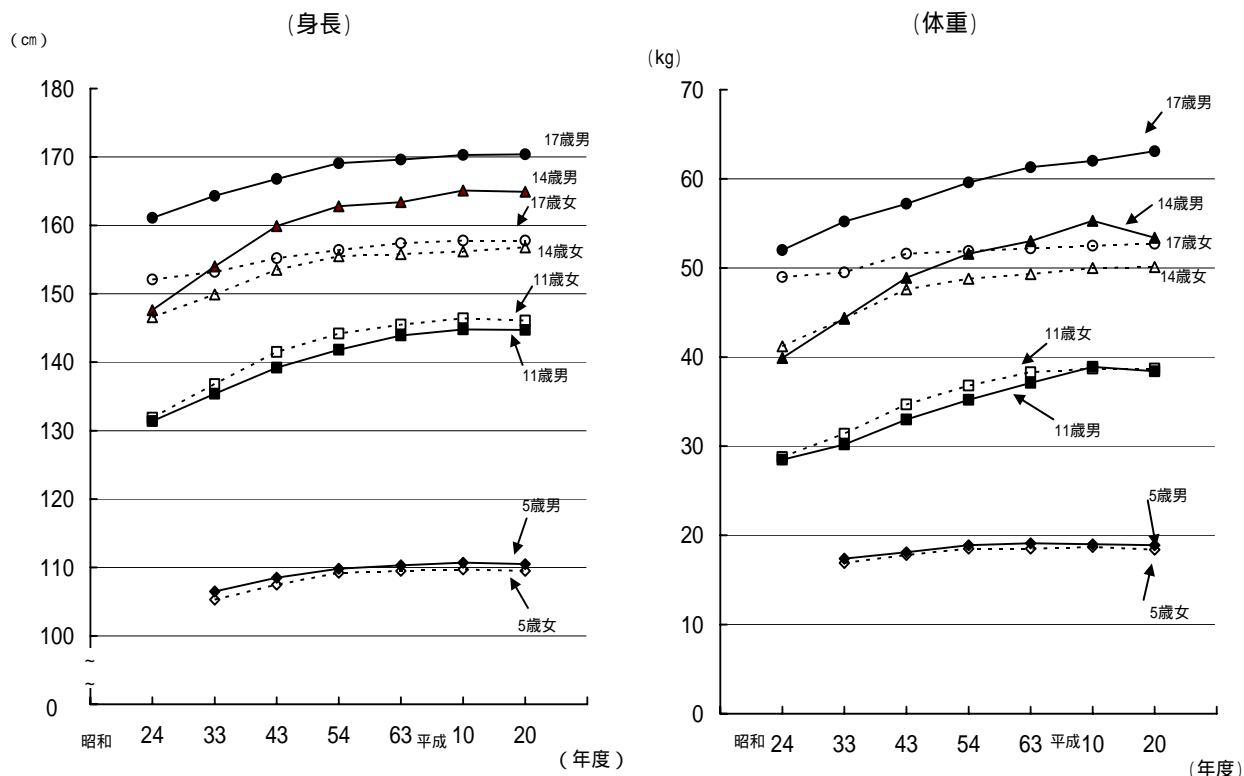 (身長)
(㎝)
180
170
160
150
140
130
120
110
100
~
~
0
17歳男
14歳男
17歳女
14歳女
11歳女
11歳男
5歳男
5歳女
昭和 24 33 43 54 63 平成 10 20
(年度)
(体重)
(kg)
70
60
50
40
30
20
10
0
17歳男
14歳男
17歳女
14歳女
11歳女
11歳男
5歳男
5歳女
昭和 24 33 43 54 63 平成 10 20
(年度)